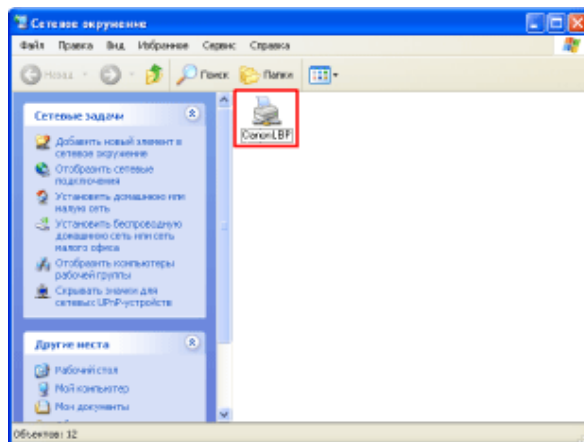 Сетевое окружение
Файл Правка Вид Избранное Сервис Справка
Назад Поиск Папки
Сетевые задачи
Добавить новый элемент в
сетевое окружение
Отобразить сетевые
подключения
Установить домашнюю или
малую сеть
Установить беспроводную
домашнюю сеть или сеть
малого офиса
Отобразить компьютеры
рабочей группы
Скрывать значки для
сетевых UPnP-устройств
Другие места
Рабочий стол
Мой компьютер
Мои документы
CanonLBP
Объектов: 12